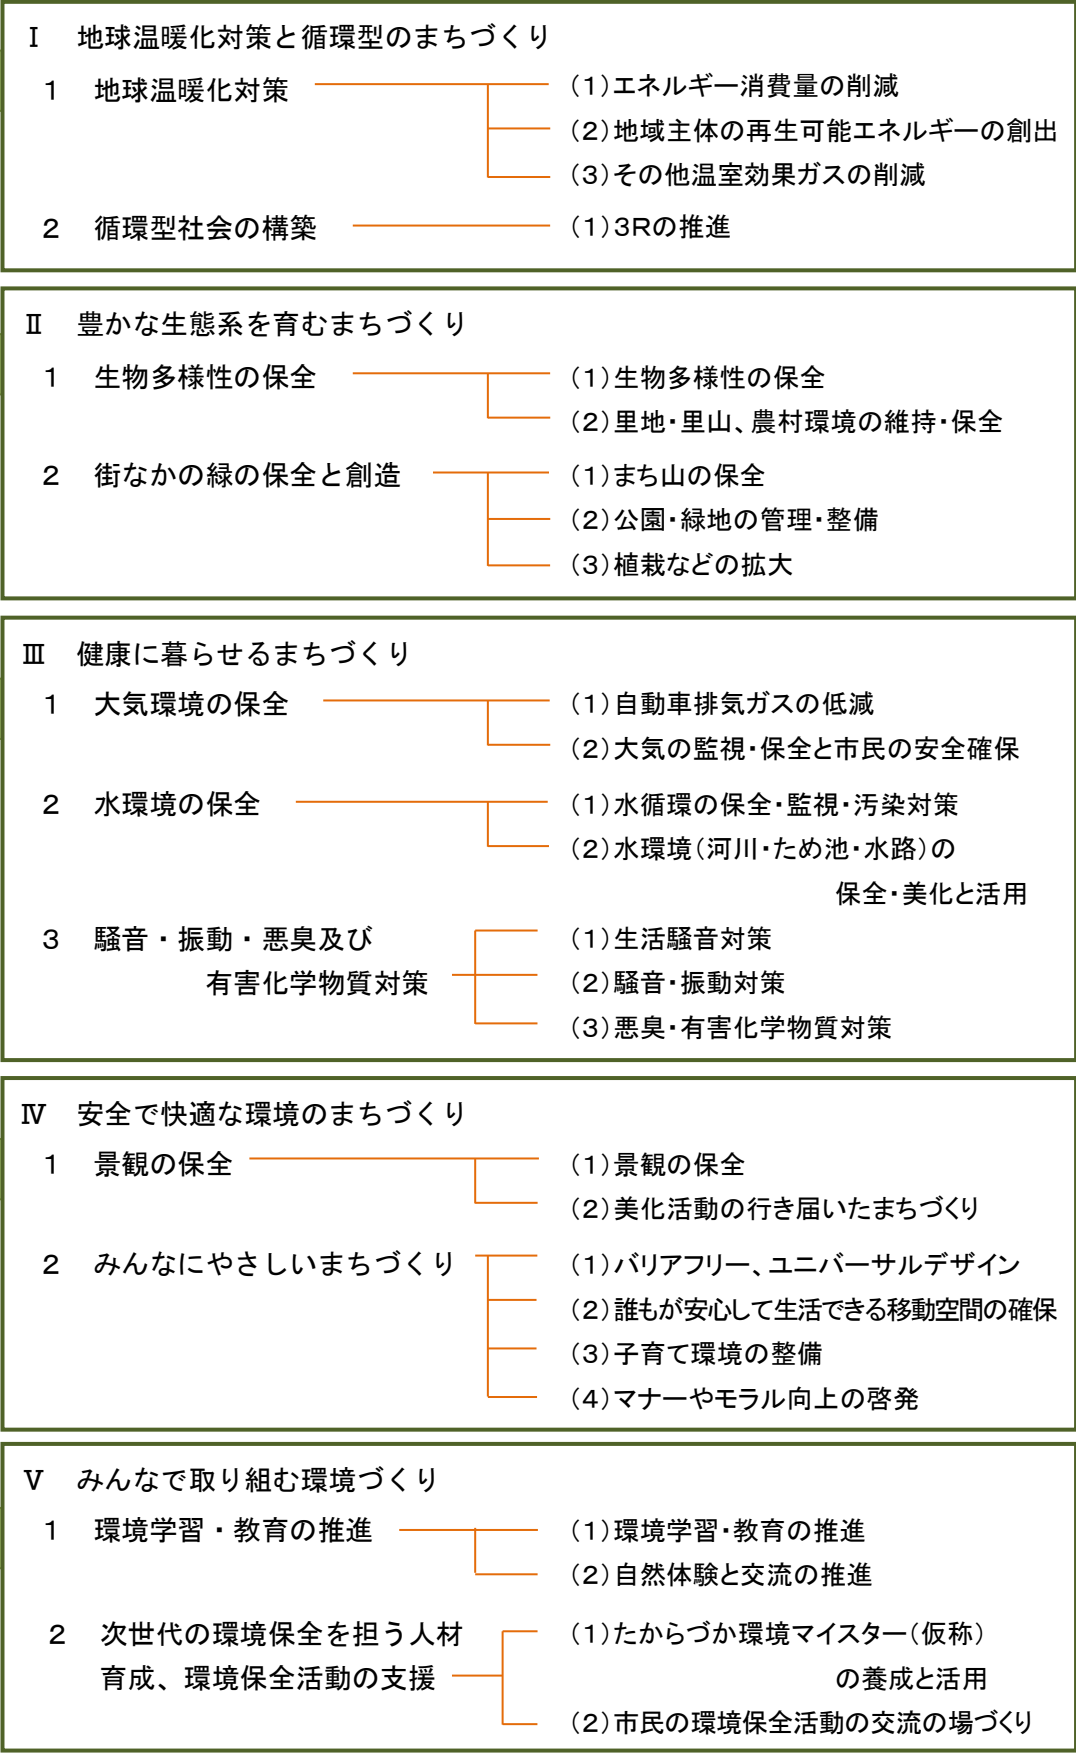 Ⅰ 地球温暖化対策と循環型のまちづくり
1 地球温暖化対策 （1）エネルギー消費量の削減
（2）地域主体の再生可能エネルギーの創出
（3）その他温室効果ガスの削減
2 循環型社会の構築 （1）3Rの推進
Ⅱ 豊かな生態系を育むまちづくり
1 生物多様性の保全 （1）生物多様性の保全
（2）里地・里山、農村環境の維持・保全
2 街なかの緑の保全と創造 （1）まち山の保全
（2）公園・緑地の管理・整備
（3）植栽などの拡大
Ⅲ 健康に暮らせるまちづくり
1 大気環境の保全 （1）自動車排気ガスの低減
（2）大気の監視・保全と市民の安全確保
2 水環境の保全 （1）水循環の保全・監視・汚染対策
（2）水環境（河川・ため池・水路）の
保全・美化と活用
3 騒音・振動・悪臭及び （1）生活騒音対策
有害化学物質対策 （2）騒音・振動対策
（3）悪臭・有害化学物質対策
Ⅳ 安全で快適な環境のまちづくり
1 景観の保全 （1）景観の保全
（2）美化活動の行き届いたまちづくり
2 みんなにやさしいまちづくり （1）バリアフリー、ユニバーサルデザイン
（2）誰もが安心して生活できる移動空間の確保
（3）子育て環境の整備
（4）マナーやモラル向上の啓発
Ⅴ みんなで取り組む環境づくり
1 環境学習・教育の推進 （1）環境学習・教育の推進
（2）自然体験と交流の推進
2 次世代の環境保全を担う人材 （1）たからづか環境マイスター（仮称）
育成、環境保全活動の支援 の養成と活用
（2）市民の環境保全活動の交流の場づくり